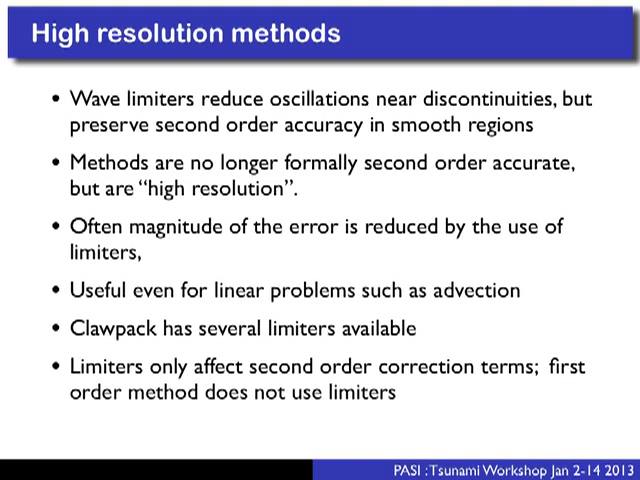 High resolution methods
• Wave limiters reduce oscillations near discontinuities, but
preserve second order accuracy in smooth regions
• Methods are no longer formally second order accurate,
but are “high resolution”.
• Often magnitude of the error is reduced by the use of
limiters,
• Useful even for linear problems such as advection
• Clawpack has several limiters available
• Limiters only affect second order correction terms; first
order method does not use limiters
PASI : Tsunami Workshop Jan 2-14 2013